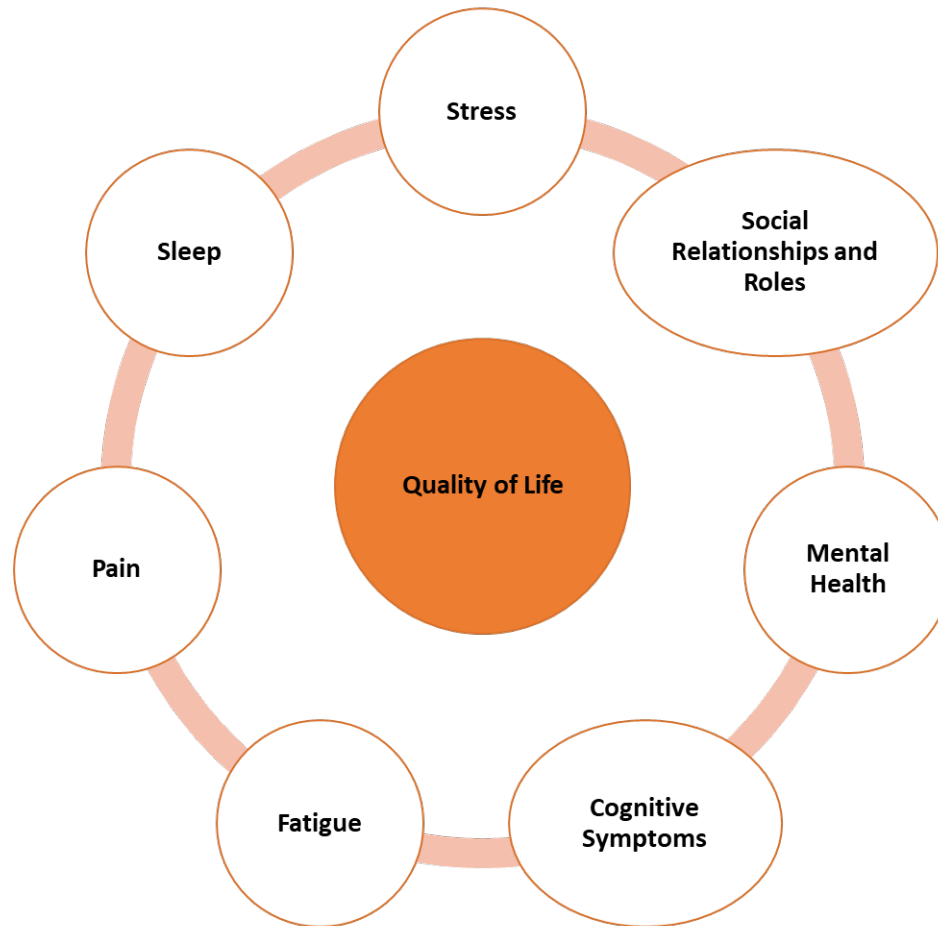 Stress
Social
Relationships and
Roles
Sleep
Quality of Life
Mental
Health
Pain
Cognitive
Symptoms
Fatigue